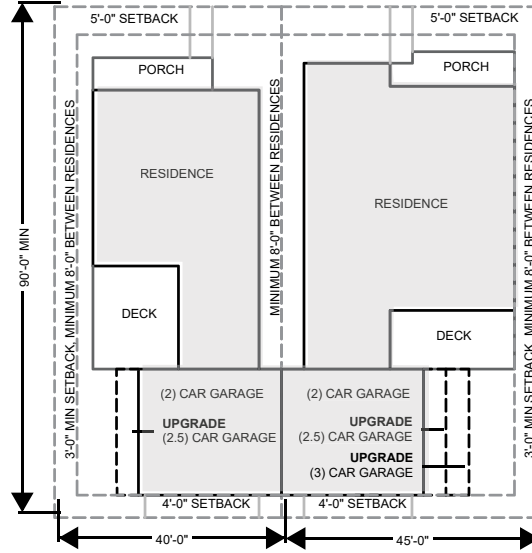 5'-0" SETBACK
5'-0" SETBACK
PORCH
PORCH
3'-0" MIN SETBACK, MINIMUM 8'-0" BETWEEN RESIDENCES
MINIMUM 8'-0" BETWEEN RESIDENCES
3'-0" MIN SETBACK, MINIMUM 8'-0" BETWEEN RESIDENCES
90'-0" MIN
RESIDENCE
RESIDENCE
DECK
DECK
(2) CAR GARAGE
(2) CAR GARAGE
UPGRADE
(2.5) CAR GARAGE
UPGRADE
(2.5) CAR GARAGE
UPGRADE
(3) CAR GARAGE
4'-0" SETBACK
4'-0" SETBACK
40'-0"
45'-0"